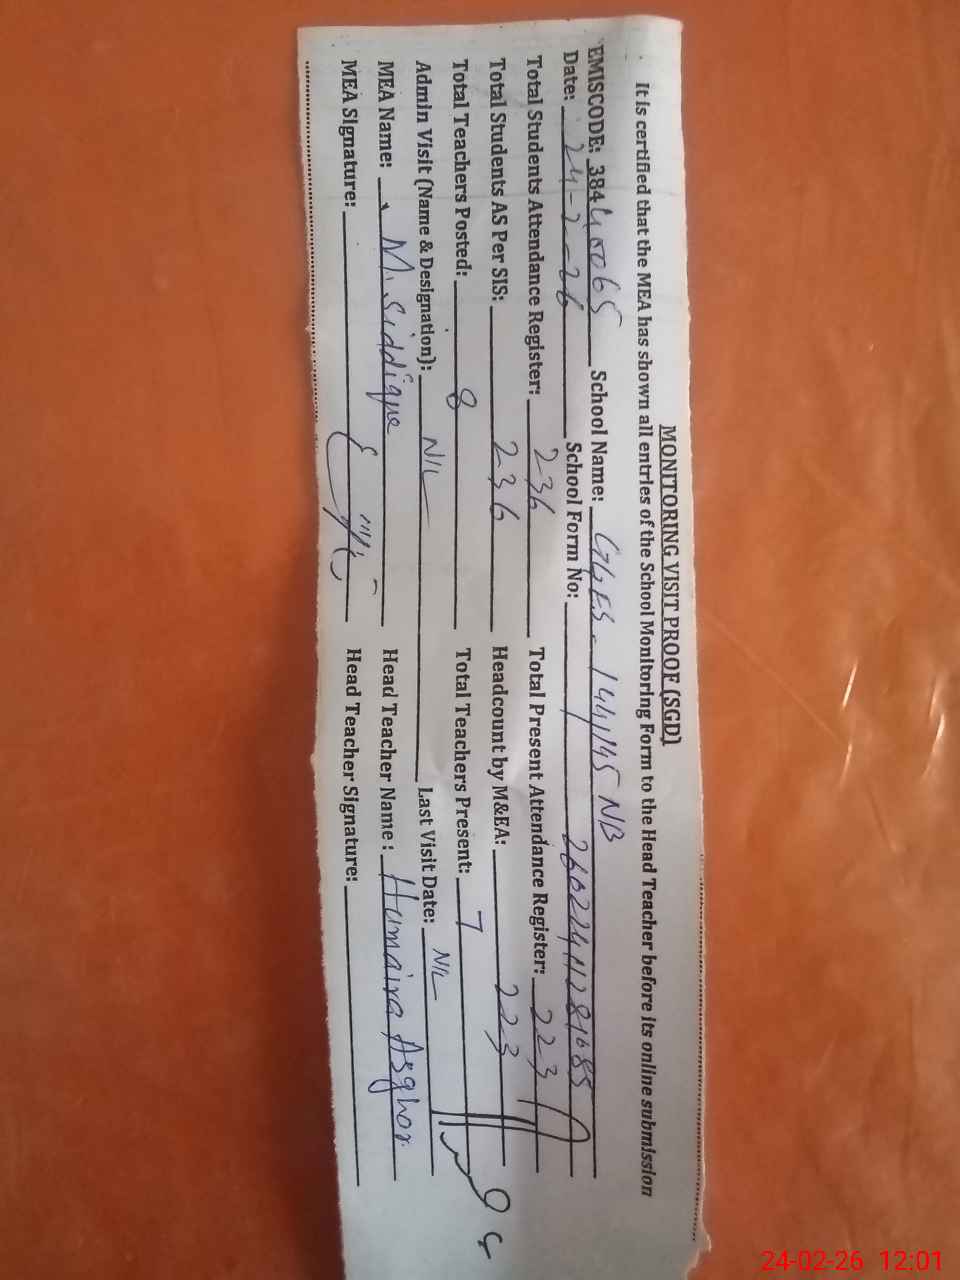 MONITORING VISIT PROOF (SGD)
It is certified that the MEA has shown all entries of the School Monitoring Form to the Head Teacher before its online submission
EMISCODE: 38440065 School Name: GGES - 144/145 NB
Date: 24-2-26 School Form No:
Total Students Attendance Register: 236 Total Present Attendance Register: 223
Total Students AS Per SIS: 236 Headcount by M&EA: 223
Total Teachers Posted: 8 Total Teachers Present: 7
Admin Visit (Name & Designation): NIL Last Visit Date: NIL
MEA Name: M. Siddique Head Teacher Name: Humaira Asghar
MEA Signature: Head Teacher Signature:
24-02-26 12:01